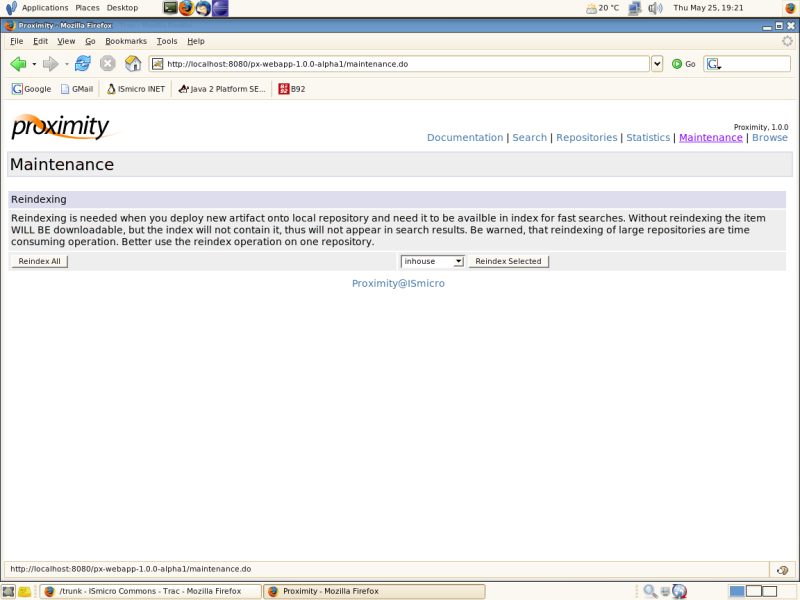 Applications Places Desktop 20 °C Thu May 25, 19:21
Proximity - Mozilla Firefox
File Edit View Go Bookmarks Tools Help
http://localhost:8080/px-webapp-1.0.0-alpha1/maintenance.do Go G
Google GMail ISmicro INET Java 2 Platform SE... B92
proximity
Proximity, 1.0.0
Documentation | Search | Repositories | Statistics | Maintenance | Browse
Maintenance
Reindexing
Reindexing is needed when you deploy new artifact onto local repository and need it to be availble in index for fast searches. Without reindexing the item
WILL BE downloadable, but the index will not contain it, thus will not appear in search results. Be warned, that reindexing of large repositories are time
consuming operation. Better use the reindex operation on one repository.
Reindex All inhouse Reindex Selected
Proximity@ISmicro
http://localhost:8080/px-webapp-1.0.0-alpha1/maintenance.do
/trunk - ISmicro Commons - Trac - Mozilla Firefox Proximity - Mozilla Firefox